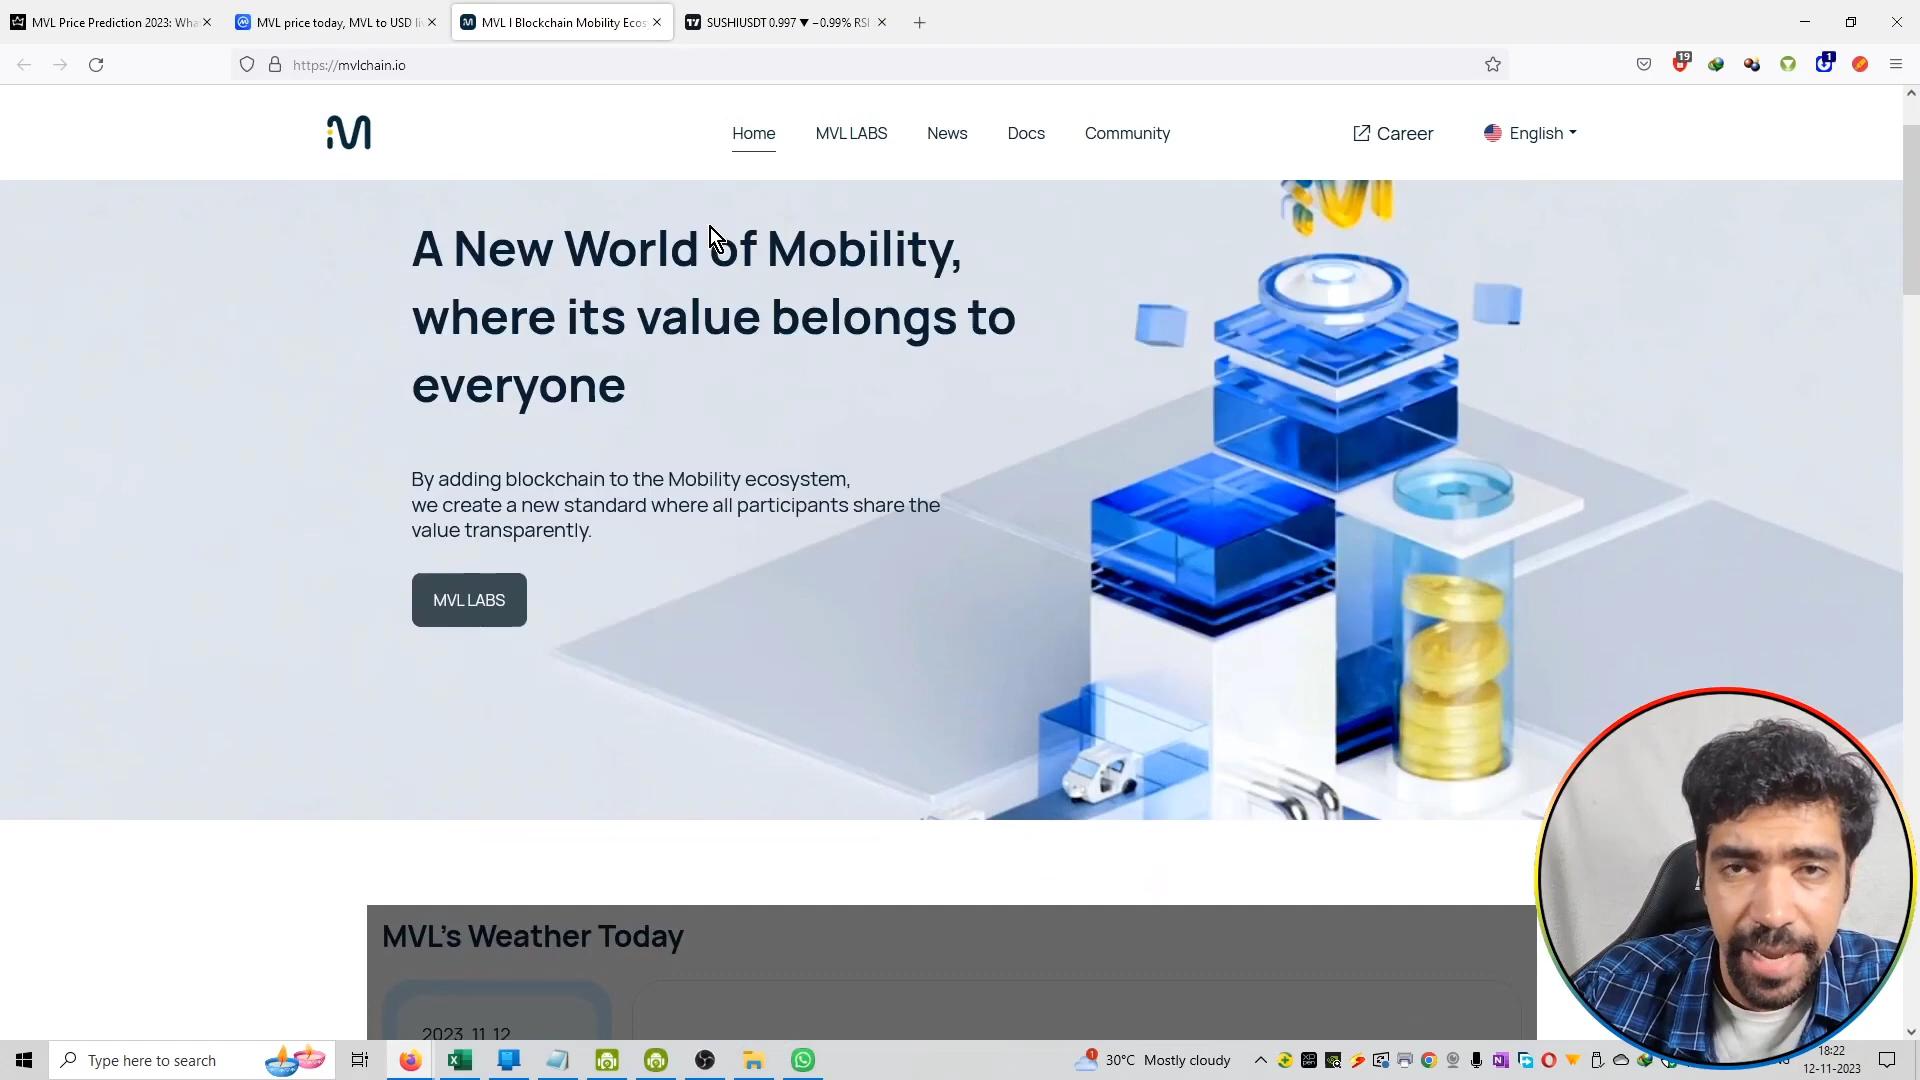 MVL Price Prediction 2023: Wha
MVL price today, MVL to USD li
MVL I Blockchain Mobility Ecos
SUSHIUSDT 0.997 ▼ −0.99% RSI
https://mvlchain.io
19
1
Home
MVL LABS
News
Docs
Community
Career
English
A New World of Mobility,
where its value belongs to
everyone
By adding blockchain to the Mobility ecosystem,
we create a new standard where all participants share the
value transparently.
MVL LABS
MVL's Weather Today
2023. 11. 12
Type here to search
1
30°C Mostly cloudy
18:22
12-11-2023